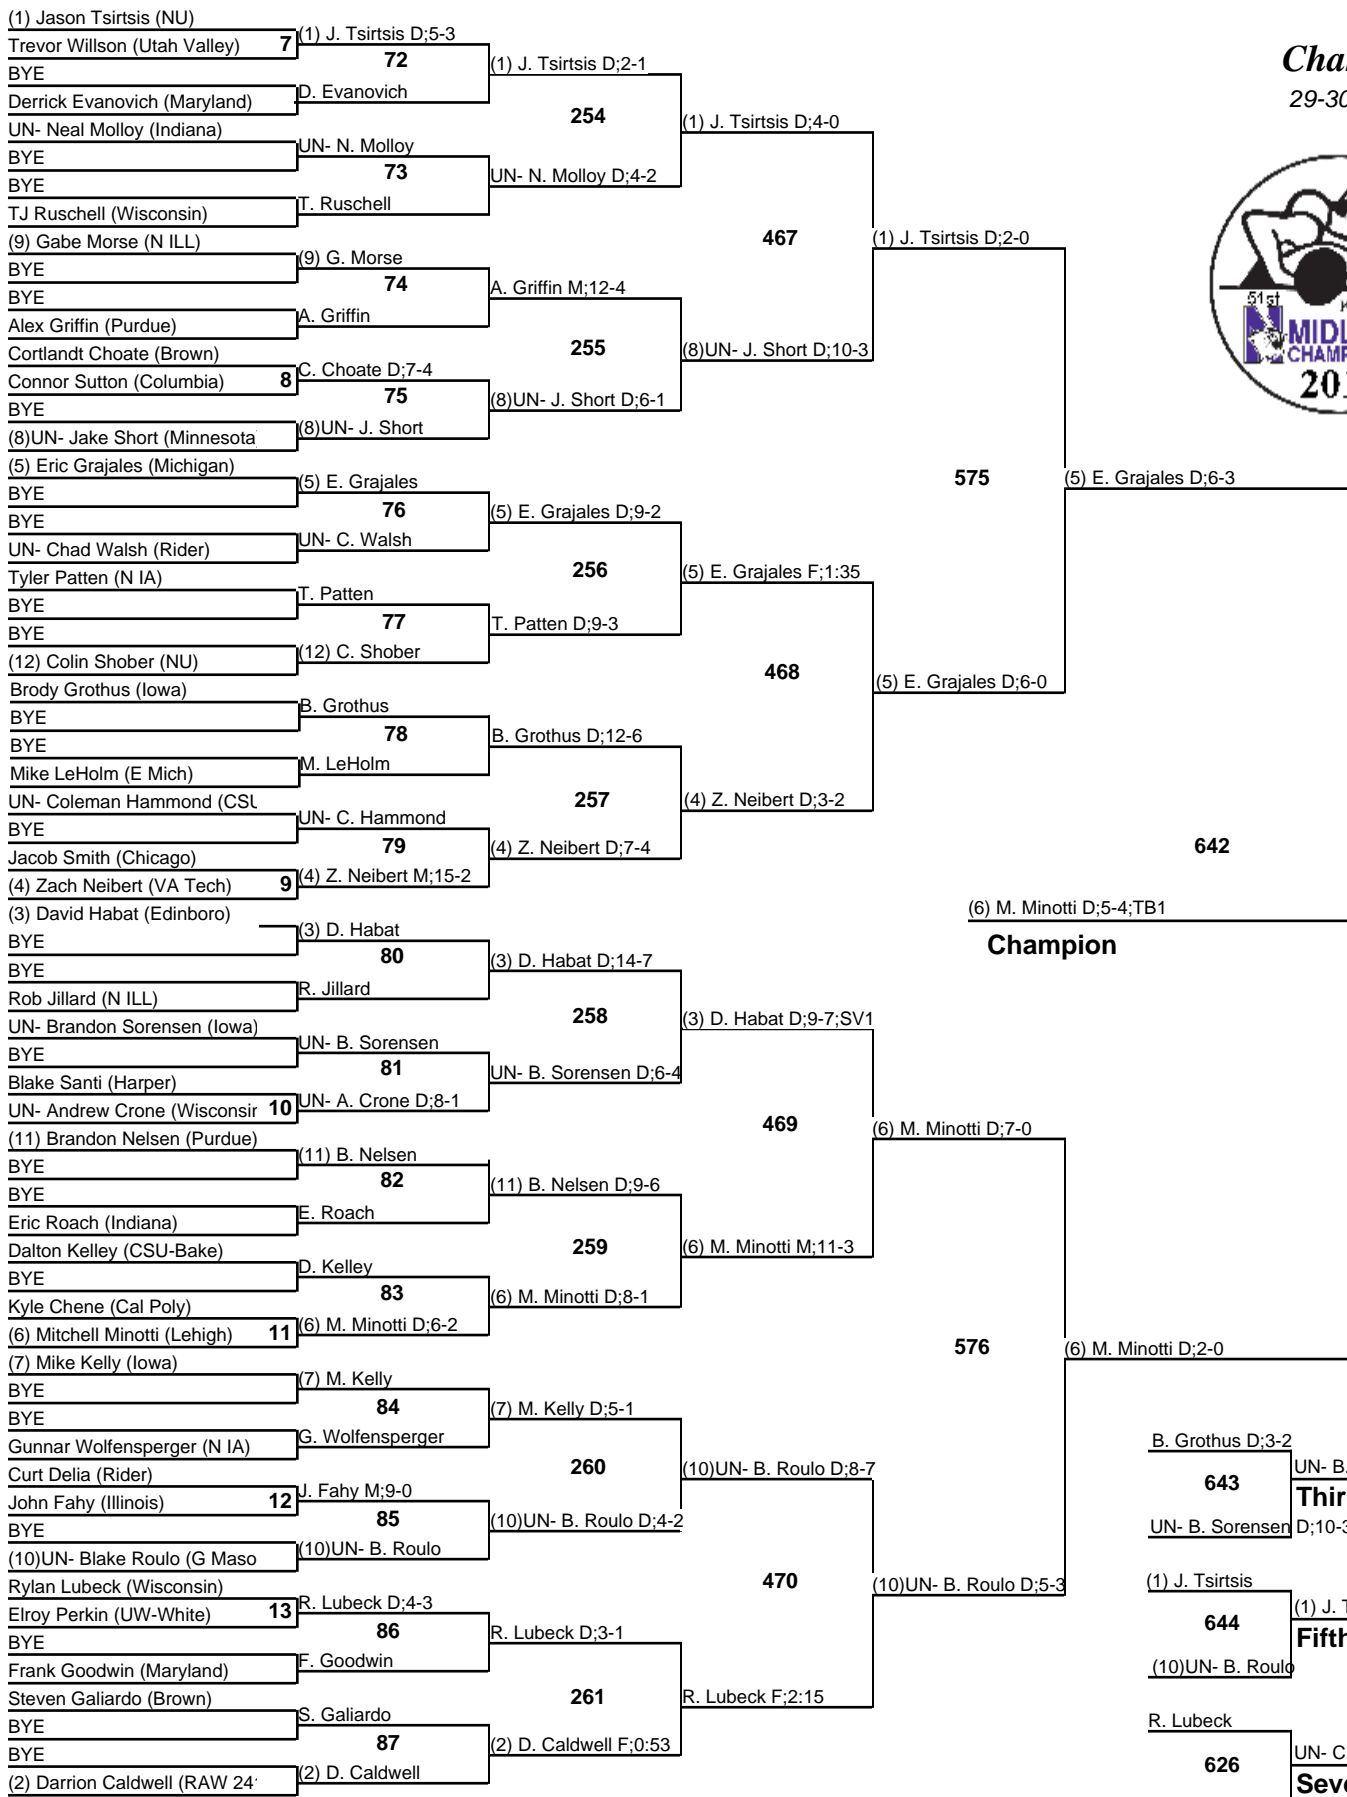 (1) Jason Tsirtsis (NU)
Trevor Willson (Utah Valley) 7
BYE
Derrick Evanovich (Maryland)
UN- Neal Molloy (Indiana)
BYE
BYE
TJ Ruschell (Wisconsin)
(9) Gabe Morse (N ILL)
BYE
BYE
Alex Griffin (Purdue)
Cortlandt Choate (Brown)
Connor Sutton (Columbia) 8
BYE
(8)UN- Jake Short (Minnesota
(5) Eric Grajales (Michigan)
BYE
BYE
UN- Chad Walsh (Rider)
Tyler Patten (N IA)
BYE
BYE
(12) Colin Shober (NU)
Brody Grothus (Iowa)
BYE
BYE
Mike LeHolm (E Mich)
UN- Coleman Hammond (CSU
BYE
Jacob Smith (Chicago)
(4) Zach Neibert (VA Tech) 9
(3) David Habat (Edinboro)
BYE
BYE
Rob Jillard (N ILL)
UN- Brandon Sorensen (Iowa)
BYE
Blake Santi (Harper)
UN- Andrew Crone (Wisconsin 10
(11) Brandon Nelsen (Purdue)
BYE
BYE
Eric Roach (Indiana)
Dalton Kelley (CSU-Bake)
BYE
Kyle Chene (Cal Poly)
(6) Mitchell Minotti (Lehigh) 11
(7) Mike Kelly (Iowa)
BYE
BYE
Gunnar Wolfensperger (N IA)
Curt Delia (Rider)
John Fahy (Illinois) 12
BYE
(10)UN- Blake Roulo (G Maso
Rylan Lubeck (Wisconsin)
Elroy Perkin (UW-White) 13
BYE
Frank Goodwin (Maryland)
Steven Galiardo (Brown)
BYE
BYE
(2) Darrion Caldwell (RAW 24
(1) J. Tsirtsis D;5-3
72
D. Evanovich
UN- N. Molloy
73
T. Ruschell
(9) G. Morse
74
A. Griffin
C. Choate D;7-4
75
(8)UN- J. Short
(5) E. Grajales
76
UN- C. Walsh
T. Patten
77
(12) C. Shober
B. Grothus
78
M. LeHolm
UN- C. Hammond
79
(4) Z. Neibert M;15-2
(3) D. Habat
80
R. Jillard
UN- B. Sorensen
81
UN- A. Crone D;8-1
(11) B. Nelsen
82
E. Roach
D. Kelley
83
(6) M. Minotti D;6-2
(7) M. Kelly
84
G. Wolfensperger
J. Fahy M;9-0
85
(10)UN- B. Roulo
R. Lubeck D;4-3
86
F. Goodwin
S. Galiardo
87
(2) D. Caldwell
(1) J. Tsirtsis D;2-1
254
UN- N. Molloy D;4-2
A. Griffin M;12-4
255
(8)UN- J. Short D;6-1
(5) E. Grajales D;9-2
256
T. Patten D;9-3
B. Grothus D;12-6
257
(4) Z. Neibert D;7-4
(3) D. Habat D;14-7
258
UN- B. Sorensen D;6-4
(11) B. Nelsen D;9-6
259
(6) M. Minotti D;8-1
(7) M. Kelly D;5-1
260
(10)UN- B. Roulo D;4-2
R. Lubeck D;3-1
261
(2) D. Caldwell F;0:53
(1) J. Tsirtsis D;4-0
467
(8)UN- J. Short D;10-3
(5) E. Grajales F;1:35
468
(4) Z. Neibert D;3-2
(3) D. Habat D;9-7;SV1
469
(6) M. Minotti M;11-3
(10)UN- B. Roulo D;8-7
470
R. Lubeck F;2:15
(1) J. Tsirtsis D;2-0
575
(5) E. Grajales D;6-0
(6) M. Minotti D;7-0
576
(10)UN- B. Roulo D;5-3
(5) E. Grajales D;6-3
642
(6) M. Minotti D;2-0
(6) M. Minotti D;5-4;TB1
Champion
Cha
29-30
51st
N
MIDL
CHAMP
201
B. Grothus D;3-2
643
UN- B. Sorensen D;10-3
UN- B.
Thir
(1) J. Tsirtsis
644
(10)UN- B. Roulo
(1) J. T
Fifth
R. Lubeck
626
UN- C
Seve